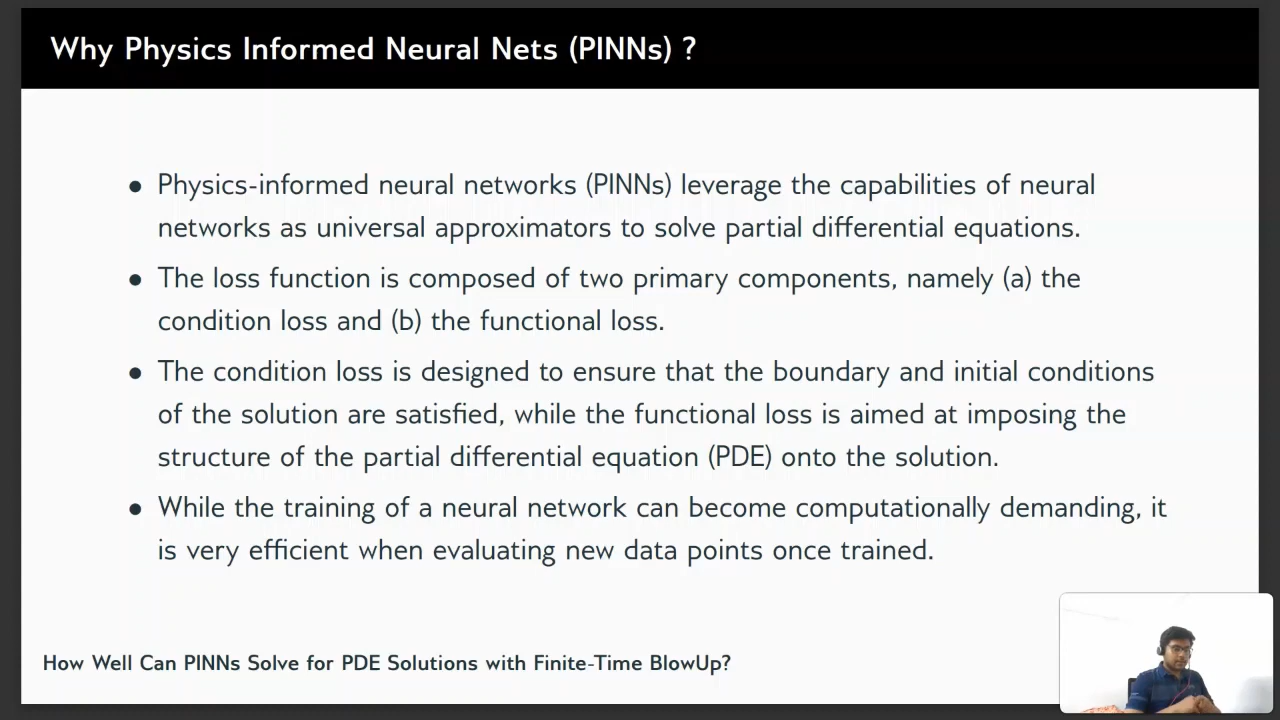 Why Physics Informed Neural Nets (PINNs) ?
● Physics-informed neural networks (PINNs) leverage the capabilities of neural
networks as universal approximators to solve partial differential equations.
● The loss function is composed of two primary components, namely (a) the
condition loss and (b) the functional loss.
● The condition loss is designed to ensure that the boundary and initial conditions
of the solution are satisfied, while the functional loss is aimed at imposing the
structure of the partial differential equation (PDE) onto the solution.
● While the training of a neural network can become computationally demanding, it
is very efficient when evaluating new data points once trained.
How Well Can PINNs Solve for PDE Solutions with Finite-Time BlowUp?